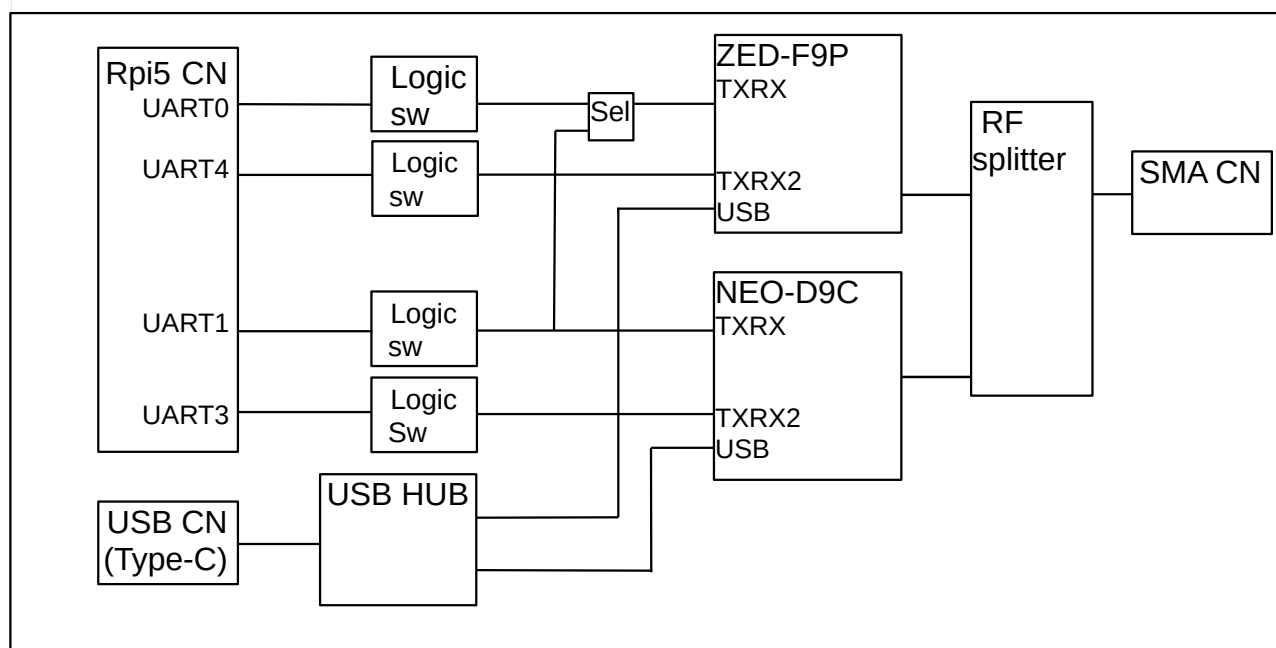 Rpi5 CN
UART0
UART4
UART1
UART3
Logic
sw
Logic
sw
Logic
sw
Logic
Sw
Sel
ZED-F9P
TXRX
TXRX2
USB
NEO-D9C
TXRX
TXRX2
USB
RF
splitter
SMA CN
USB CN
(Type-C)
USB HUB